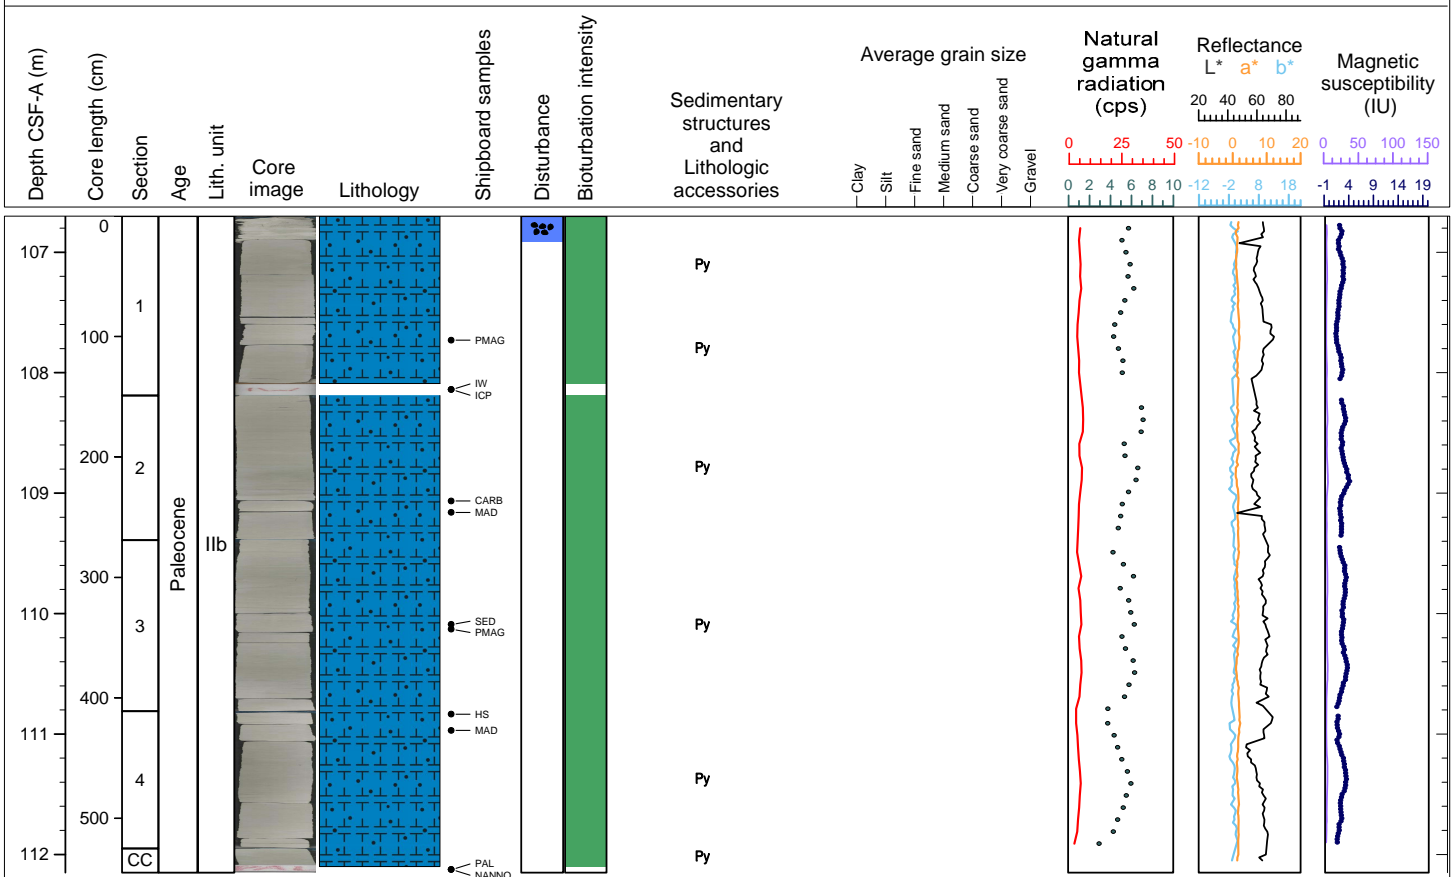 Depth CSF-A (m)
Core length (cm)
Section
Age
Lith. unit
Core
image
Lithology
Shipboard samples
Disturbance
Bioturbation intensity
Sedimentary
structures
and
Lithologic
accessories
Average grain size
Clay
Silt
Fine sand
Medium sand
Coarse sand
Very coarse sand
Gravel
Natural
gamma
radiation
(cps)
0 25 50
0 2 4 6 8 10
Reflectance
L* a* b*
20 40 60 80
-10 0 10 20
-12 -2 8 18
Magnetic
susceptibility
(IU)
0 50 100 150
-1 4 9 14 19
107
108
109
110
111
112
0
100
200
300
400
500
1
2
3
4
CC
Paleocene
IIb
PMAG
IW
ICP
CARB
MAD
SED
PMAG
HS
MAD
PAL
NANNO
Py
Py
Py
Py
Py
Py